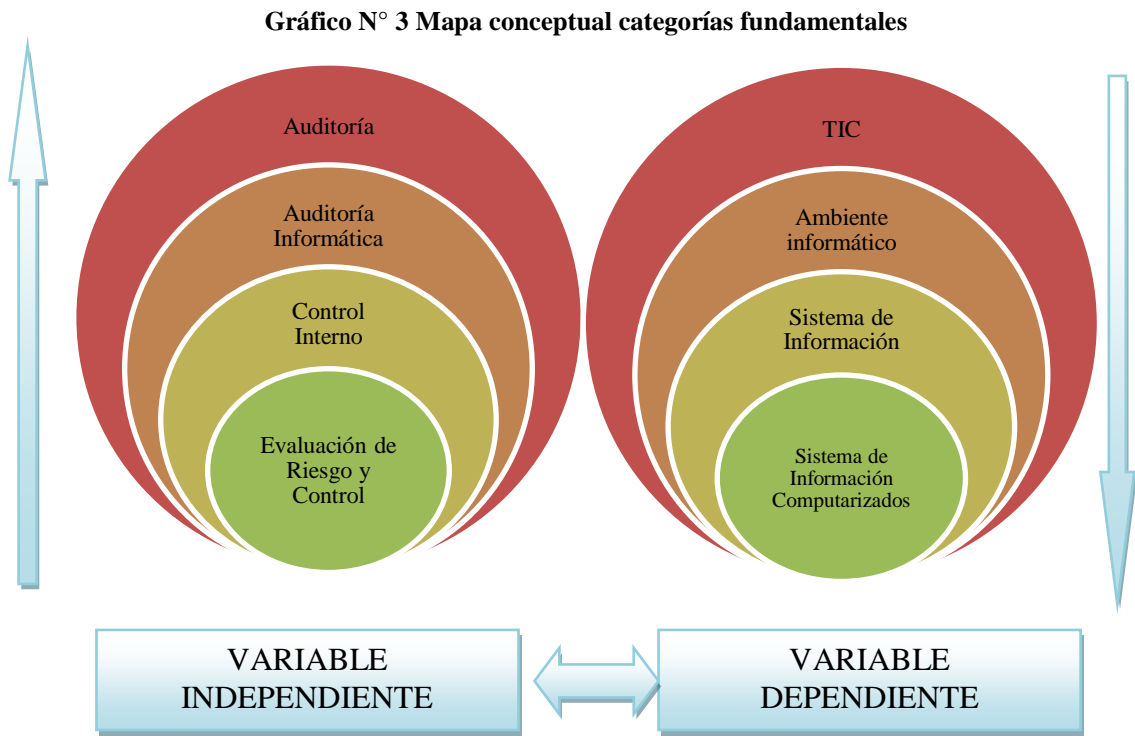 Gráfico N° 3 Mapa conceptual categorías fundamentales
Auditoría
Auditoría
Informática
Control
Interno
Evaluación de
Riesgo y
Control
TIC
Ambiente
informático
Sistema de
Información
Sistema de
Información
Computarizados
VARIABLE
INDEPENDIENTE
VARIABLE
DEPENDIENTE